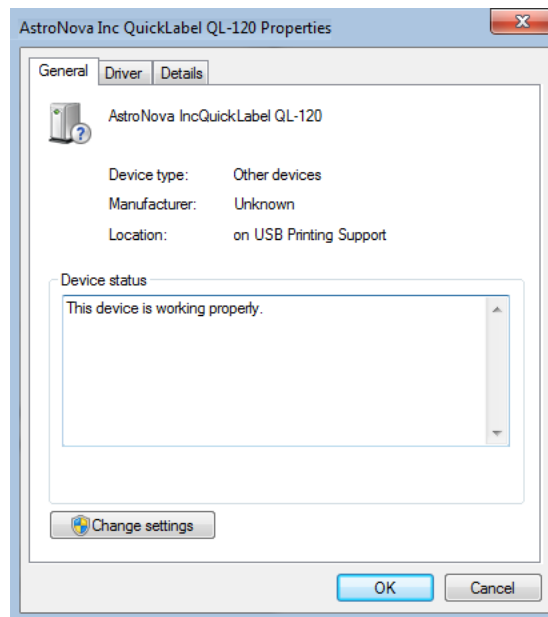 AstroNova Inc QuickLabel QL-120 Properties
General Driver Details
AstroNova IncQuickLabel QL-120
Device type: Other devices
Manufacturer: Unknown
Location: on USB Printing Support
Device status
This device is working properly.
Change settings
OK Cancel